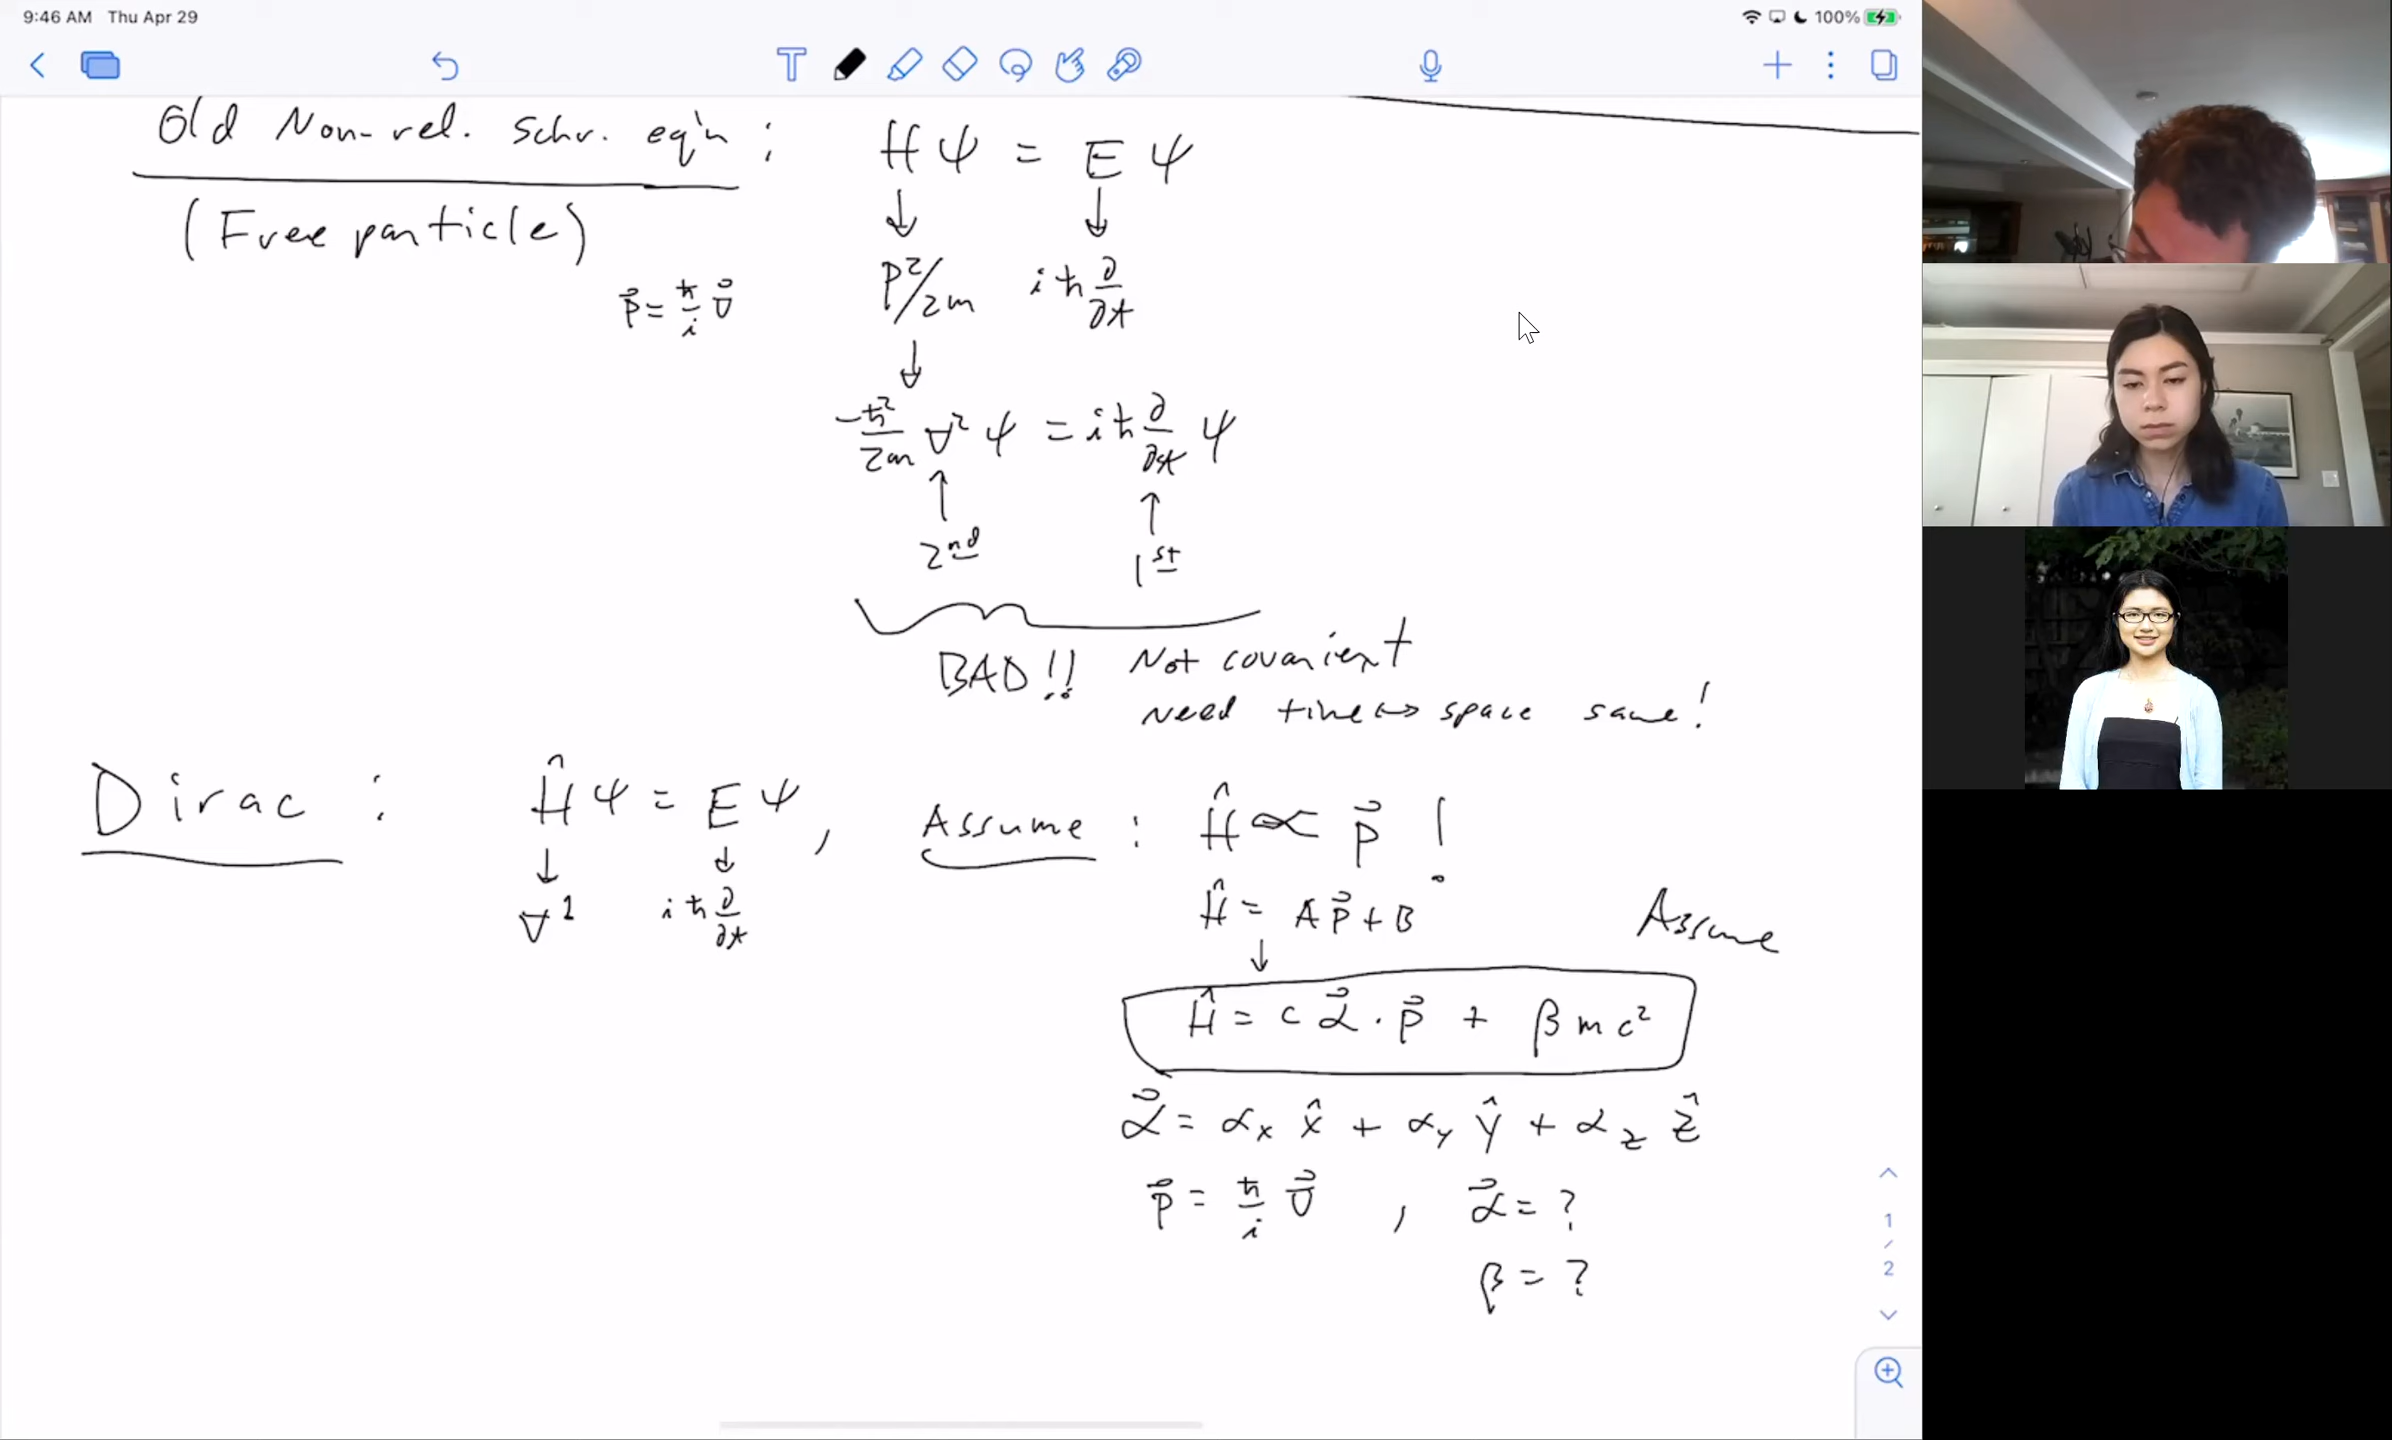 9:46 AM Thu Apr 29
100%
Old Non-rel. Schr. eq'n : Hψ = Eψ
(Free particle) ↓ ↓
p⃗ = ħ/i ∇⃗ P²/2m iħ ∂/∂t
↓
-ħ²/2m ∇²ψ = iħ ∂/∂t ψ
↑ ↑
2nd 1st
BAD!! Not covariant
Need time ↔ space same!
Dirac : Ĥψ = Eψ , Assume : Ĥ ∝ p⃗ !
↓ ↓
∇¹ iħ ∂/∂t Ĥ = A p⃗ + B Assume
↓
Ĥ = c α⃗ · p⃗ + β m c²
α⃗ = αx x̂ + αy ŷ + αz ẑ
p⃗ = ħ/i ∇⃗ , α⃗ = ?
β = ?
1
/
2